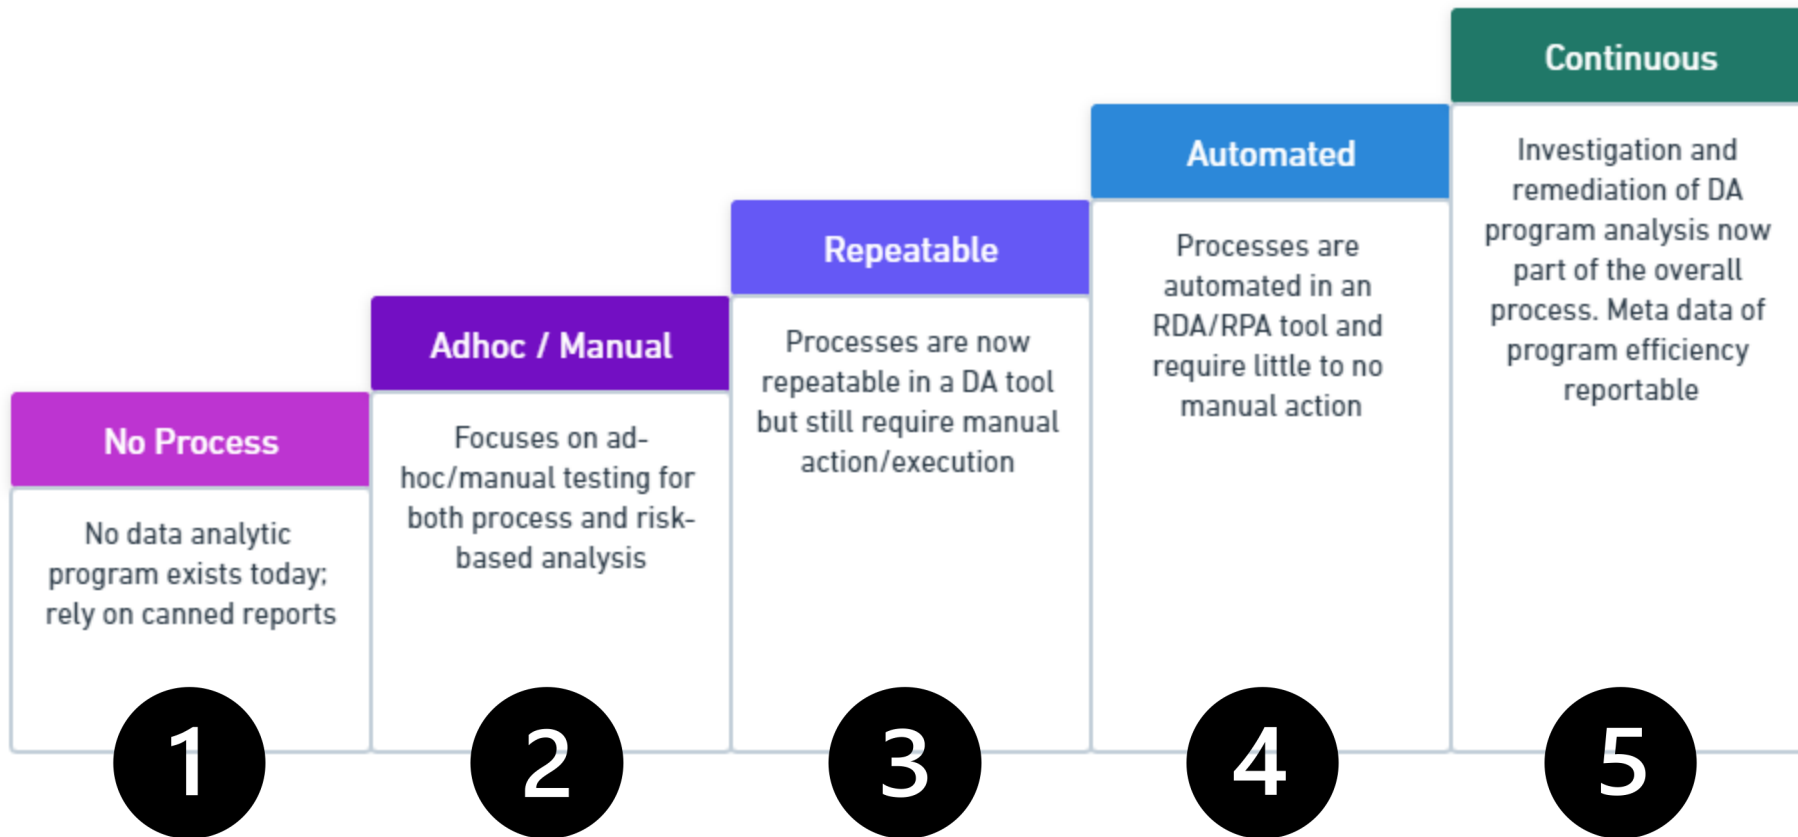 No Process
No data analytic
program exists today;
rely on canned reports
1
Adhoc / Manual
Focuses on ad-
hoc/manual testing for
both process and risk-
based analysis
2
Repeatable
Processes are now
repeatable in a DA tool
but still require manual
action/execution
3
Automated
Processes are
automated in an
RDA/RPA tool and
require little to no
manual action
4
Continuous
Investigation and
remediation of DA
program analysis now
part of the overall
process. Meta data of
program efficiency
reportable
5